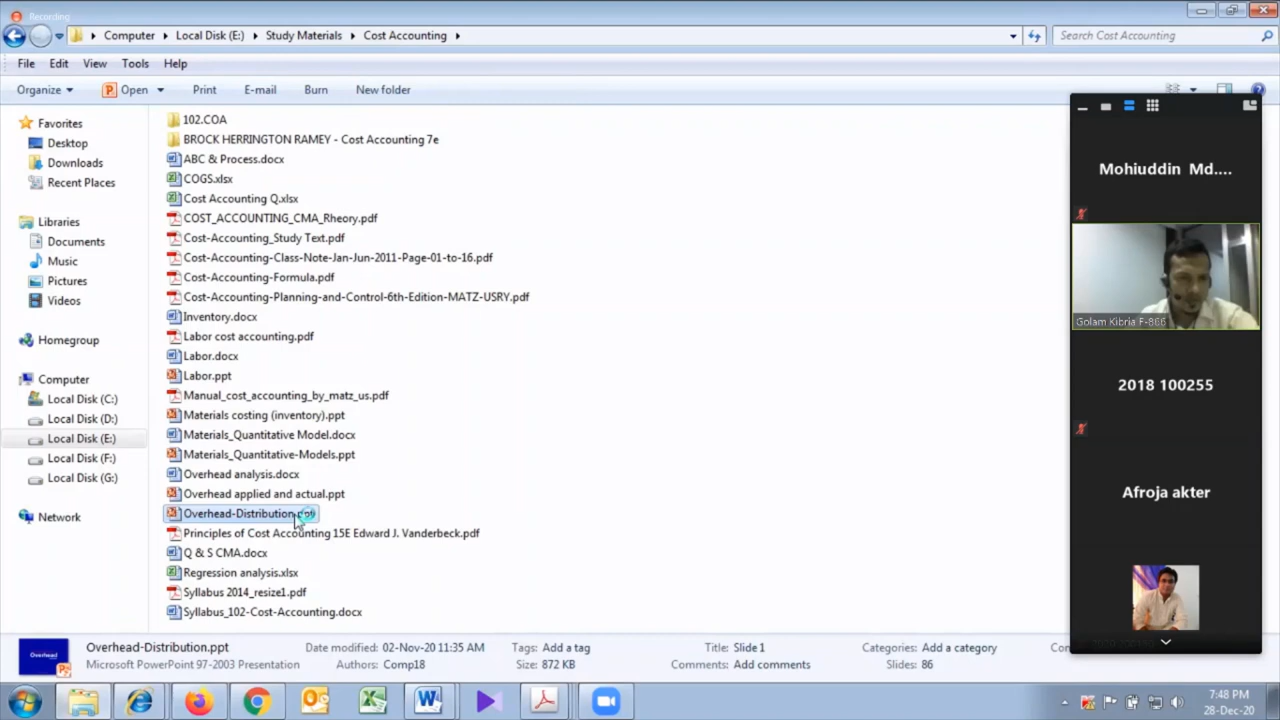 Recording
Computer
Local Disk (E:)
Study Materials
Cost Accounting
Search Cost Accounting
File
Edit
View
Tools
Help
Organize
Open
Print
E-mail
Burn
New folder
Favorites
Desktop
Downloads
Recent Places
Libraries
Documents
Music
Pictures
Videos
Homegroup
Computer
Local Disk (C:)
Local Disk (D:)
Local Disk (E:)
Local Disk (F:)
Local Disk (G:)
Network
102.COA
BROCK HERRINGTON RAMEY - Cost Accounting 7e
ABC & Process.docx
COGS.xlsx
Cost Accounting Q.xlsx
COST_ACCOUNTING_CMA_Rheory.pdf
Cost-Accounting_Study Text.pdf
Cost-Accounting-Class-Note-Jan-Jun-2011-Page-01-to-16.pdf
Cost-Accounting-Formula.pdf
Cost-Accounting-Planning-and-Control-6th-Edition-MATZ-USRY.pdf
Inventory.docx
Labor cost accounting.pdf
Labor.docx
Labor.ppt
Manual_cost_accounting_by_matz_us.pdf
Materials costing (inventory).ppt
Materials_Quantitative Model.docx
Materials_Quantitative-Models.ppt
Overhead analysis.docx
Overhead applied and actual.ppt
Overhead-Distribution.ppt
Principles of Cost Accounting 15E Edward J. Vanderbeck.pdf
Q & S CMA.docx
Regression analysis.xlsx
Syllabus 2014_resize1.pdf
Syllabus_102-Cost-Accounting.docx
Mohiuddin Md....
Golam Kibria F-866
2018 100255
Afroja akter
Overhead
Overhead-Distribution.ppt
Microsoft PowerPoint 97-2003 Presentation
Date modified: 02-Nov-20 11:35 AM
Authors: Comp18
Tags: Add a tag
Size: 872 KB
Title: Slide 1
Comments: Add comments
Categories: Add a category
Slides: 86
7:48 PM
28-Dec-20